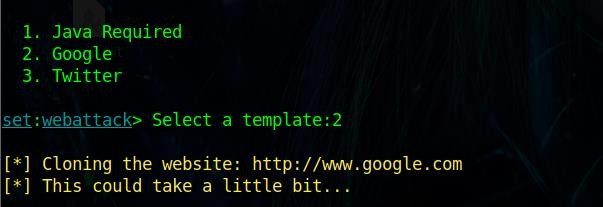 1. Java Required
2. Google
3. Twitter
set:webattack> Select a template:2
[*] Cloning the website: http://www.google.com
[*] This could take a little bit...